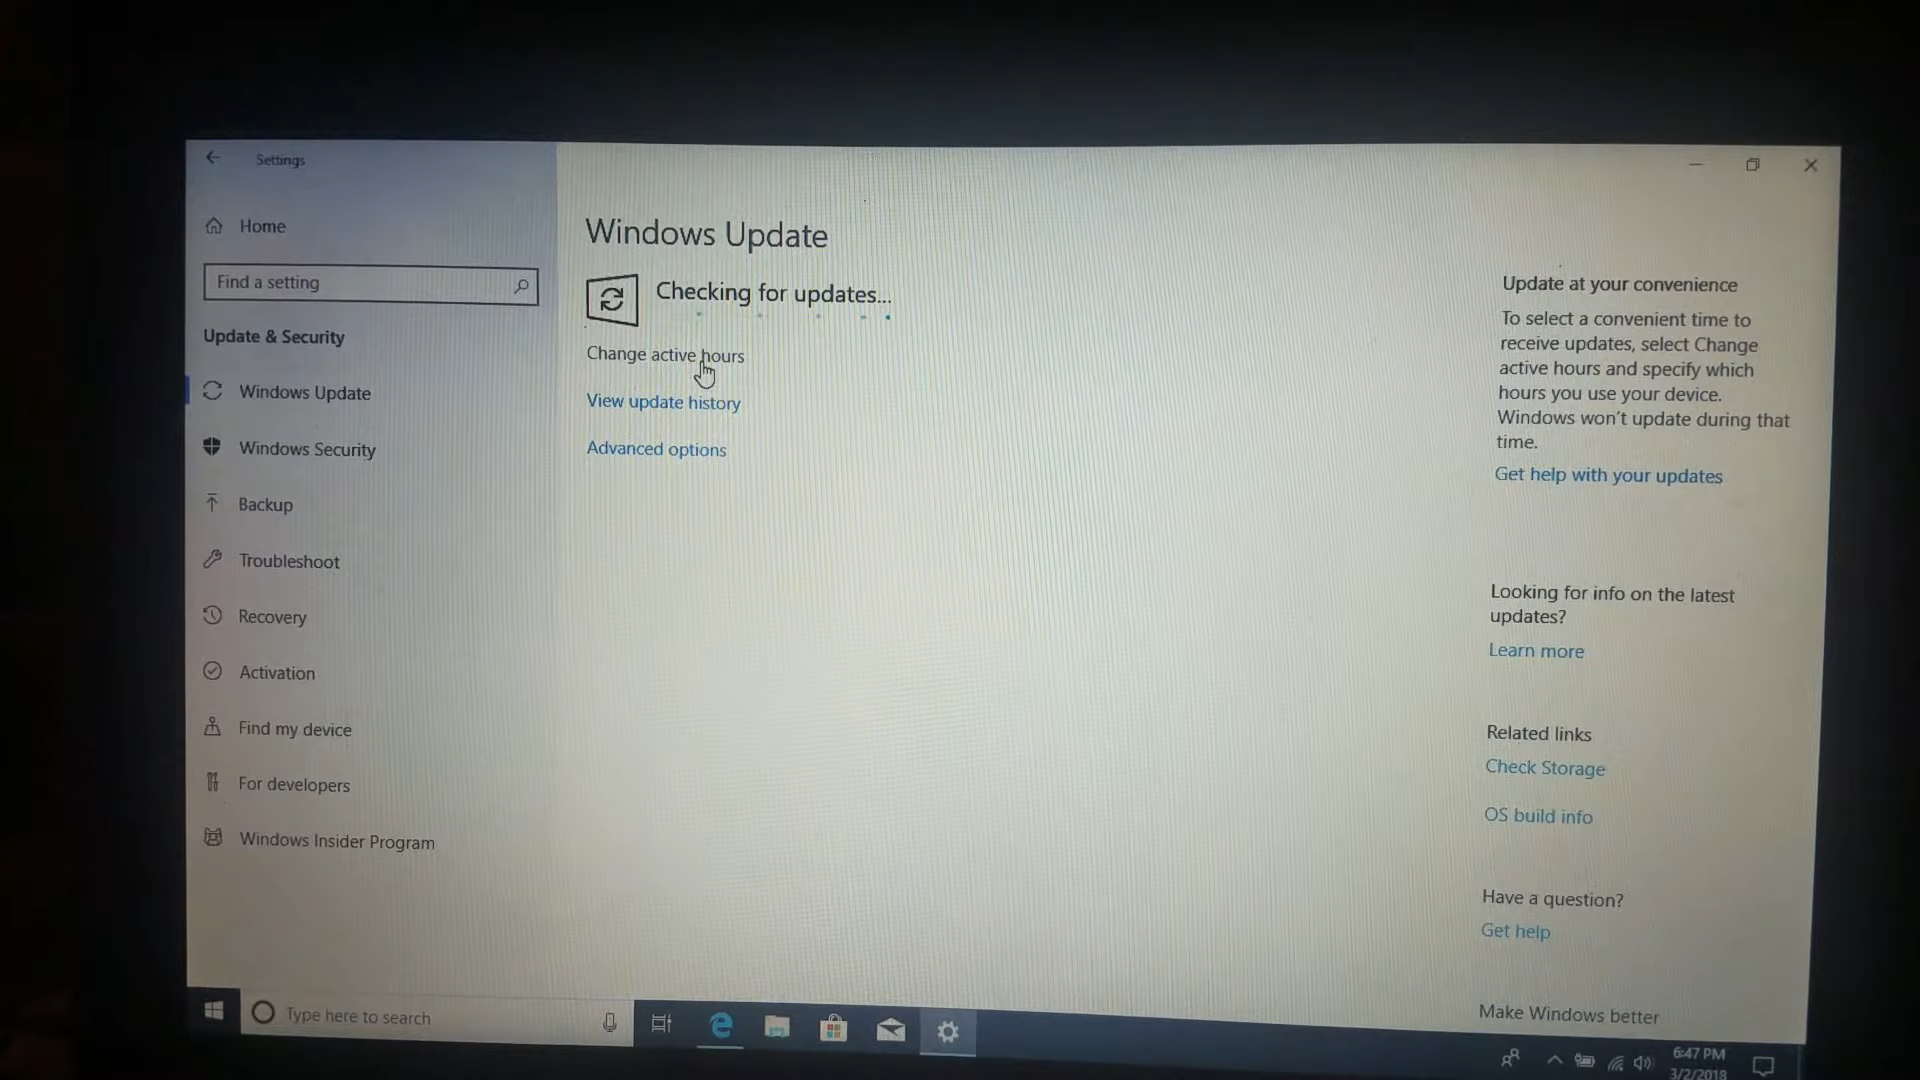 Settings
Home
Find a setting
Update & Security
Windows Update
Windows Security
Backup
Troubleshoot
Recovery
Activation
Find my device
For developers
Windows Insider Program
Windows Update
Checking for updates...
Change active hours
View update history
Advanced options
Update at your convenience
To select a convenient time to
receive updates, select Change
active hours and specify which
hours you use your device.
Windows won't update during that
time.
Get help with your updates
Looking for info on the latest
updates?
Learn more
Related links
Check Storage
OS build info
Have a question?
Get help
Make Windows better
Type here to search
6:47 PM
3/2/2018